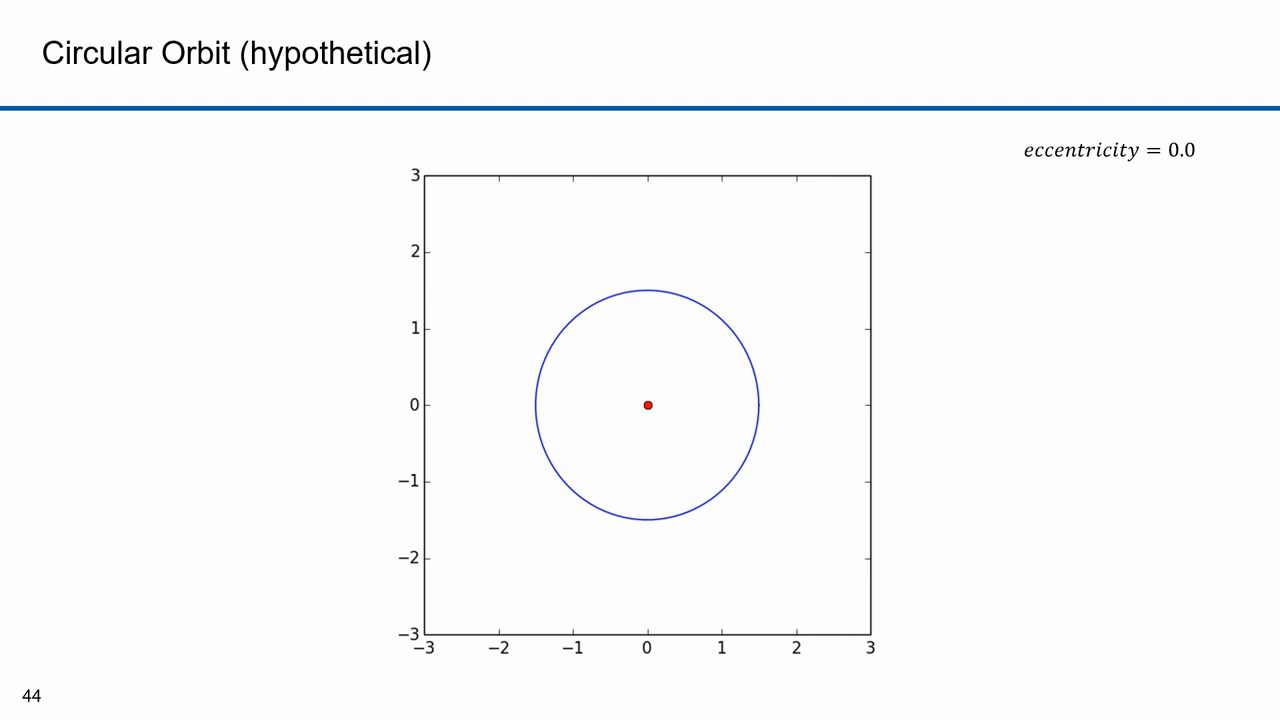 Circular Orbit (hypothetical)
eccentricity = 0.0
3
2
1
0
−1
−2
−3
−3 −2 −1 0 1 2 3
44